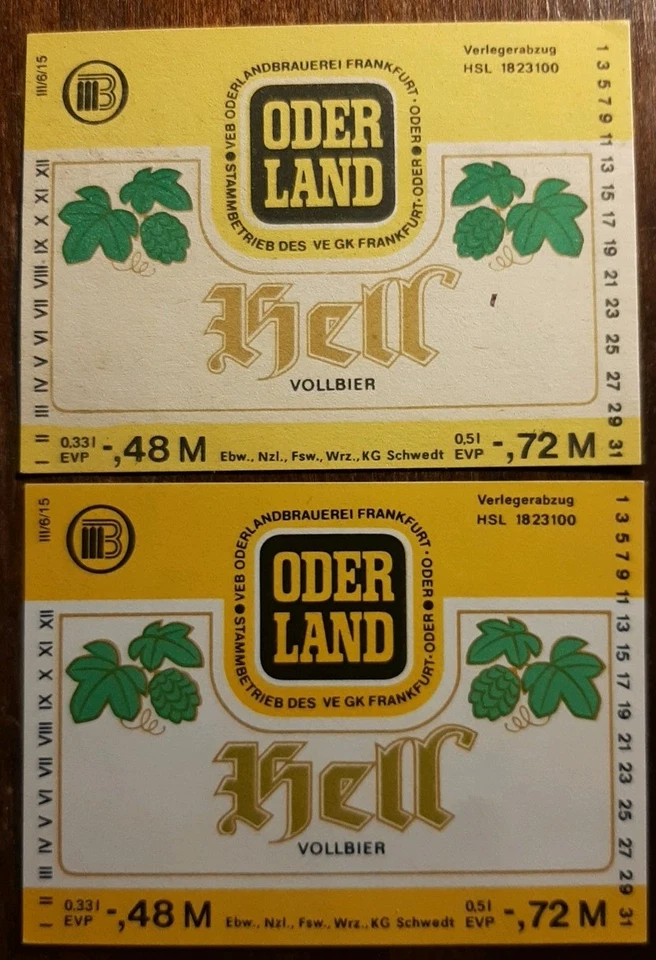 III/6/15
B
VEB ODERLANDBRAUEREI FRANKFURT · ODER ●
STAMMBETRIEB DES VE GK FRANKFURT-ODER ●
ODER
LAND
Verlegerabzug
HSL 1823100
I II III IV V VI VII VIII IX X XI XII
1 3 5 7 9 11 13 15 17 19 21 23 25 27 29 31
Hell
VOLLBIER
0,33 l
EVP -,48 M
Ebw., Nzl., Fsw., Wrz., KG Schwedt
0,5 l
EVP -,72 M
III/6/15
B
VEB ODERLANDBRAUEREI FRANKFURT · ODER ●
STAMMBETRIEB DES VE GK FRANKFURT-ODER ●
ODER
LAND
Verlegerabzug
HSL 1823100
I II III IV V VI VII VIII IX X XI XII
1 3 5 7 9 11 13 15 17 19 21 23 25 27 29 31
Hell
VOLLBIER
0,33 l
EVP -,48 M
Ebw., Nzl., Fsw., Wrz., KG Schwedt
0,5 l
EVP -,72 M